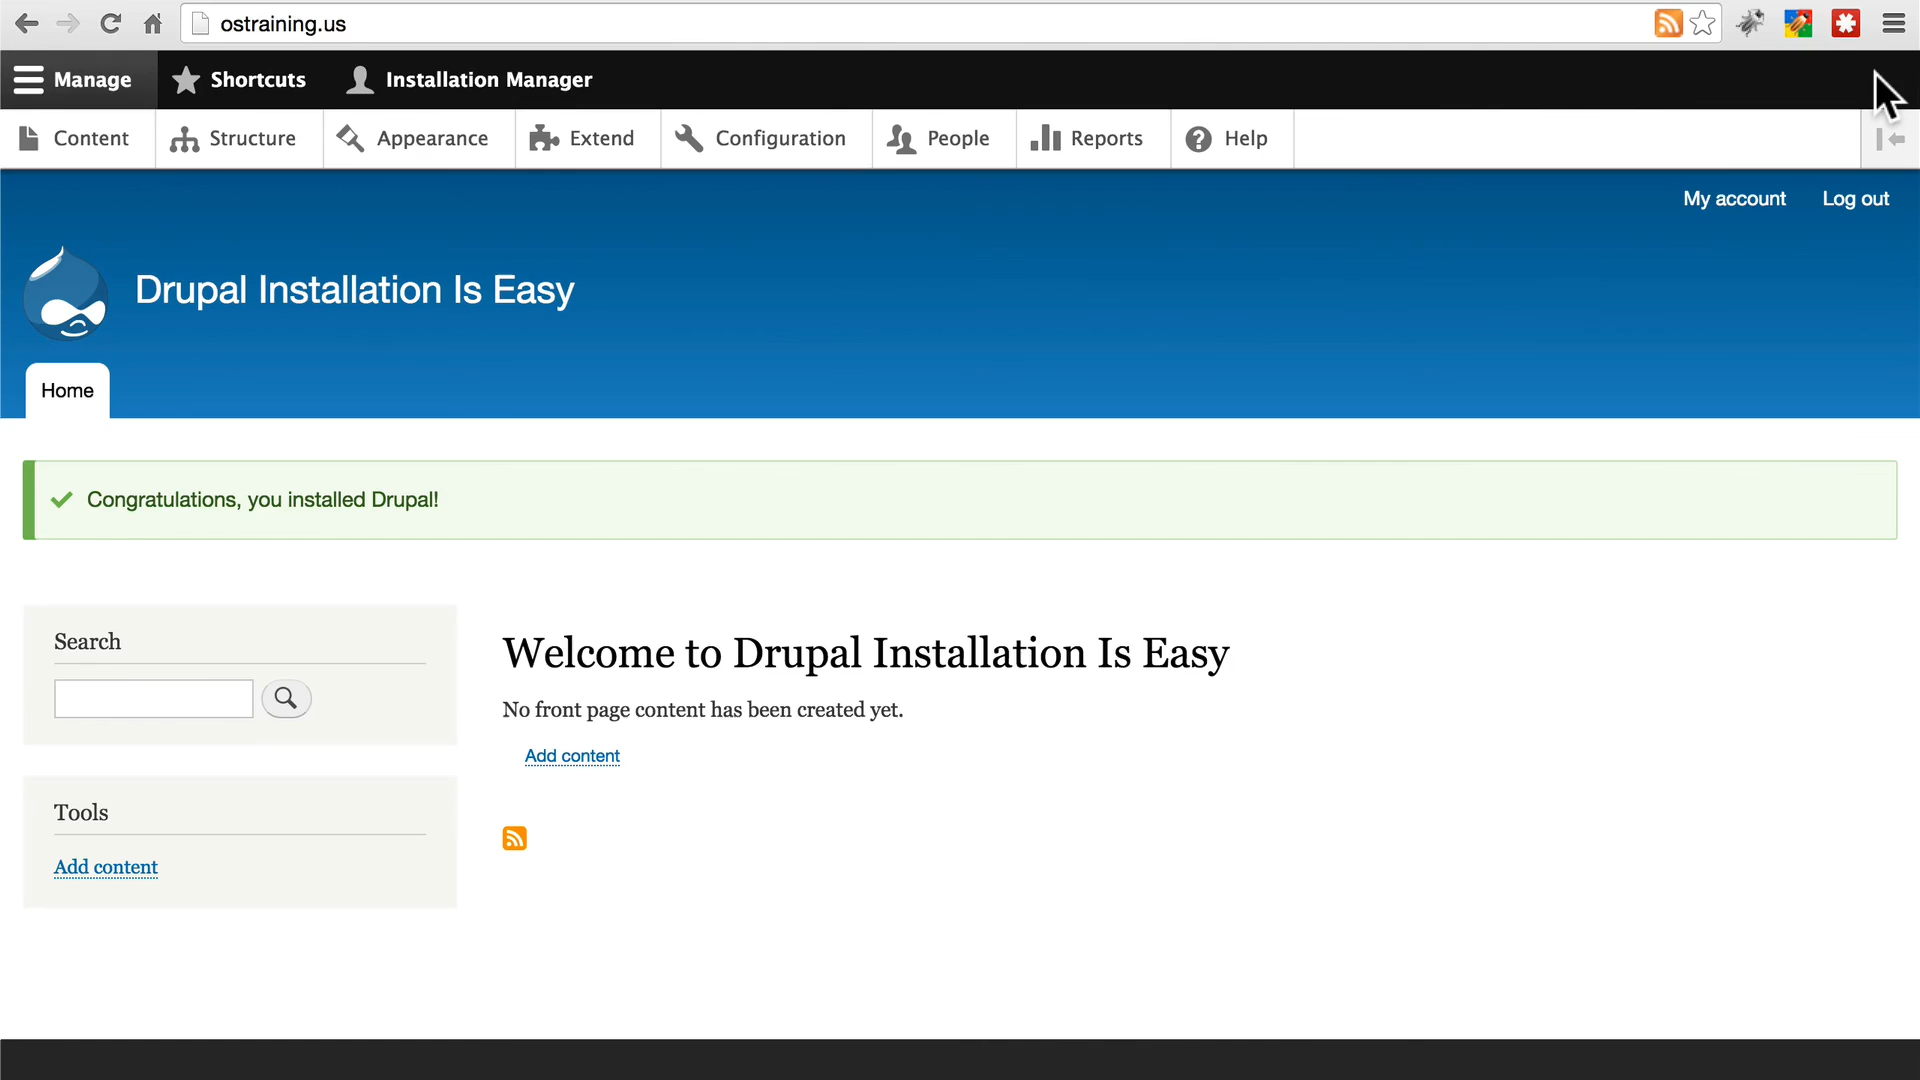 ostraining.us
Manage Shortcuts Installation Manager
Content Structure Appearance Extend Configuration People Reports Help
My account Log out
Drupal Installation Is Easy
Home
Congratulations, you installed Drupal!
Search
Welcome to Drupal Installation Is Easy
No front page content has been created yet.
Add content
Tools
Add content